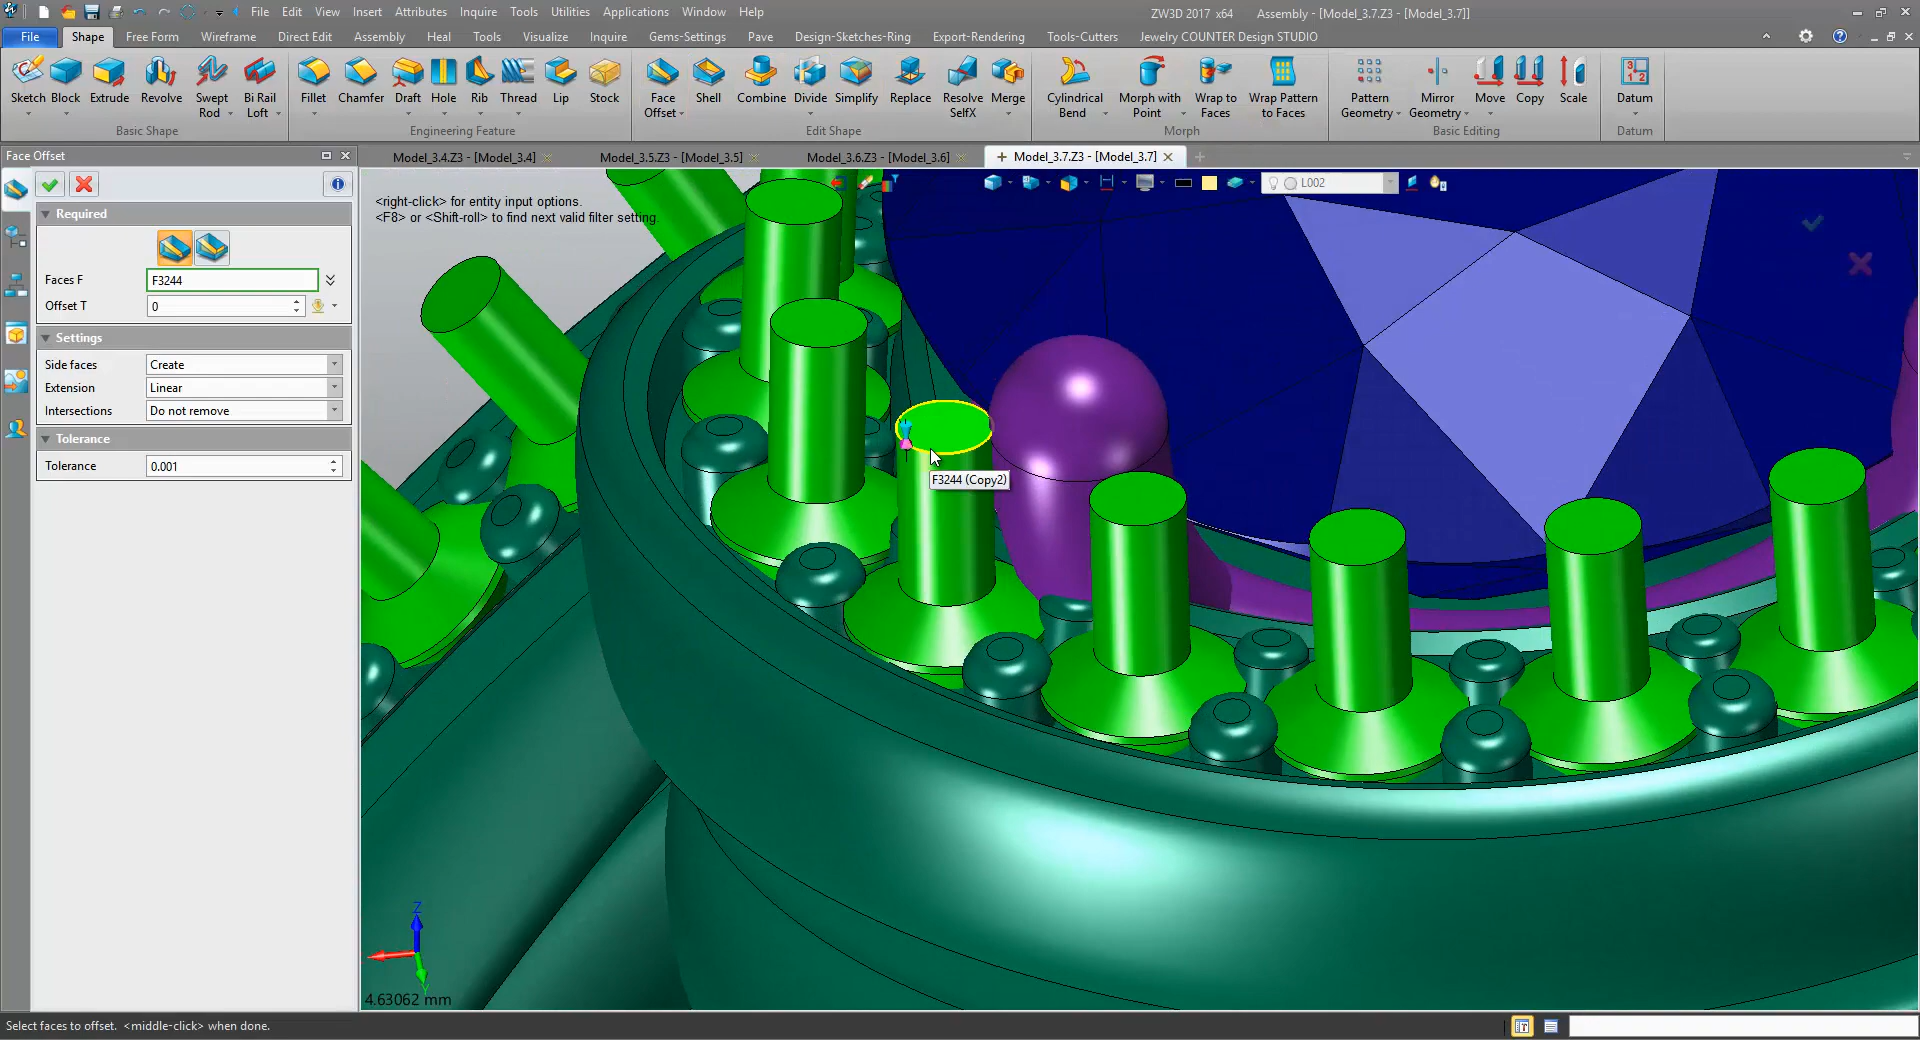 File Edit View Insert Attributes Inquire Tools Utilities Applications Window Help ZW3D 2017 x64 Assembly - [Model_3.7.Z3 - [Model_3.7]]
File Shape Free Form Wireframe Direct Edit Assembly Heal Tools Visualize Inquire Gems-Settings Pave Design-Sketches-Ring Export-Rendering Tools-Cutters Jewelry COUNTER Design STUDIO
Sketch Block Extrude Revolve Swept Rod Bi Rail Loft Fillet Chamfer Draft Hole Rib Thread Lip Stock Face Offset Shell Combine Divide Simplify Replace Resolve SelfX Merge Cylindrical Bend Morph with Point Wrap to Faces Wrap Pattern to Faces Pattern Geometry Mirror Geometry Move Copy Scale Datum
Basic Shape Engineering Feature Edit Shape Morph Basic Editing Datum
Face Offset
Model_3.4.Z3 - [Model_3.4] Model_3.5.Z3 - [Model_3.5] Model_3.6.Z3 - [Model_3.6] Model_3.7.Z3 - [Model_3.7]
L002
<right-click> for entity input options.
<F8> or <Shift-roll> to find next valid filter setting.
Required
Faces F F3244
Offset T 0
Settings
Side faces Create
Extension Linear
Intersections Do not remove
Tolerance
Tolerance 0.001
F3244 (Copy2)
Z
Y
4.63062 mm
Select faces to offset. <middle-click> when done.